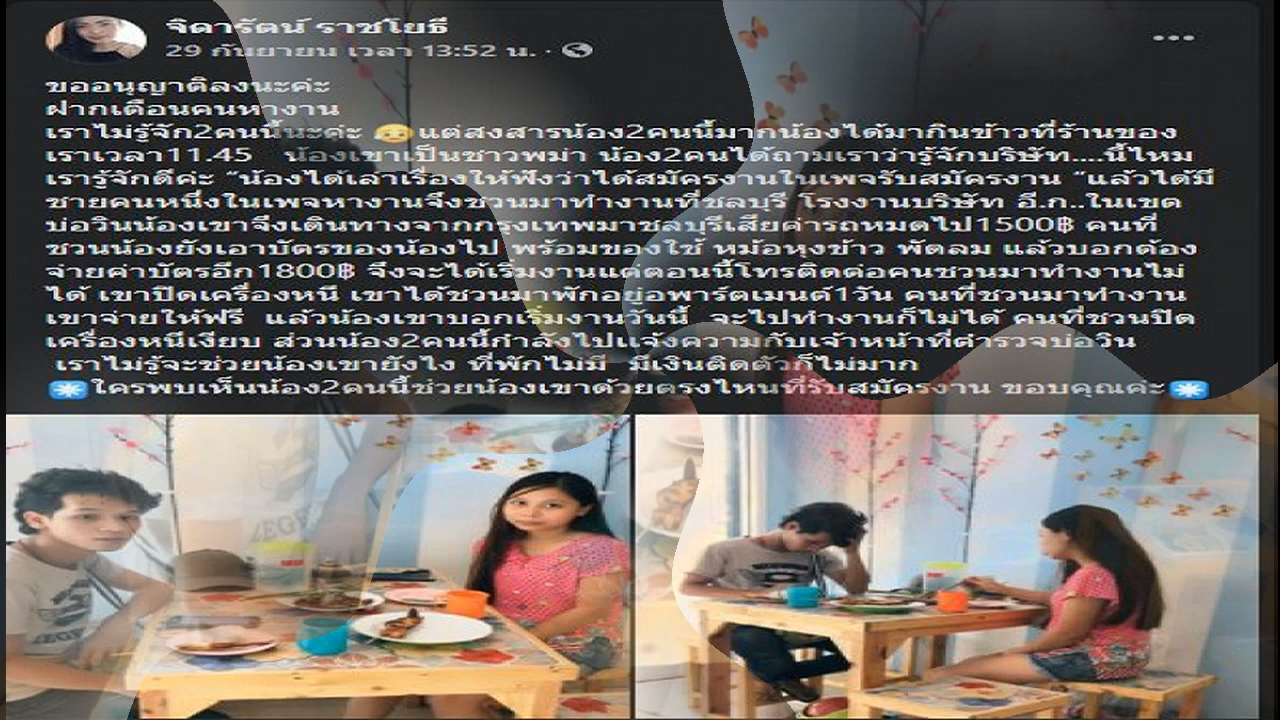 จิดารัตน์ ราชโยธี
29 กันยายน เวลา 13:52 น. ·
ขออนุญาติลงนะค่ะ
ฝากเตือนคนหางาน
เราไม่รู้จัก2คนนี้นะค่ะ 😥แต่สงสารน้อง2คนนี้มากน้องได้มากินข้าวที่ร้านของ
เราเวลา11.45 น้องเขาเป็นชาวพม่า น้อง2คนได้ถามเราว่ารู้จักบริษัท....นี้ไหม
เรารู้จักดีค่ะ "น้องได้เล่าเรื่องให้ฟังว่าได้สมัครงานในเพจรับสมัครงาน "แล้วได้มี
ชายคนหนึ่งในเพจหางานจึงชวนมาทำงานที่ชลบุรี โรงงานบริษัท อี.ก..ในเขต
บ่อวินน้องเขาจึงเดินทางจากกรุงเทพมาชลบุรีเสียค่ารถหมดไป1500฿ คนที่
ชวนน้องยังเอาบัตรของน้องไป พร้อมของใช้ หม้อหุงข้าว พัดลม แล้วบอกต้อง
จ่ายค่าบัตรอีก1800฿ จึงจะได้เริ่มงานแต่ตอนนี้โทรติดต่อคนชวนมาทำงานไม่
ได้ เขาปิดเครื่องหนี เขาได้ชวนมาพักอยู่อพาร์ตเมนต์1วัน คนที่ชวนมาทำงาน
เขาจ่ายให้ฟรี แล้วน้องเขาบอกเริ่มงานวันนี้ จะไปทำงานก็ไม่ได้ คนที่ชวนปิด
เครื่องหนีเงียบ ส่วนน้อง2คนนี้กำลังไปแจ้งความกับเจ้าหน้าที่ตำรวจบ่อวิน
เราไม่รู้จะช่วยน้องเขายังไง ที่พักไม่มี มีเงินติดตัวก็ไม่มาก
✳️ใครพบเห็นน้อง2คนนี้ช่วยน้องเขาด้วยตรงไหนที่รับสมัครงาน ขอบคุณค่ะ✳️